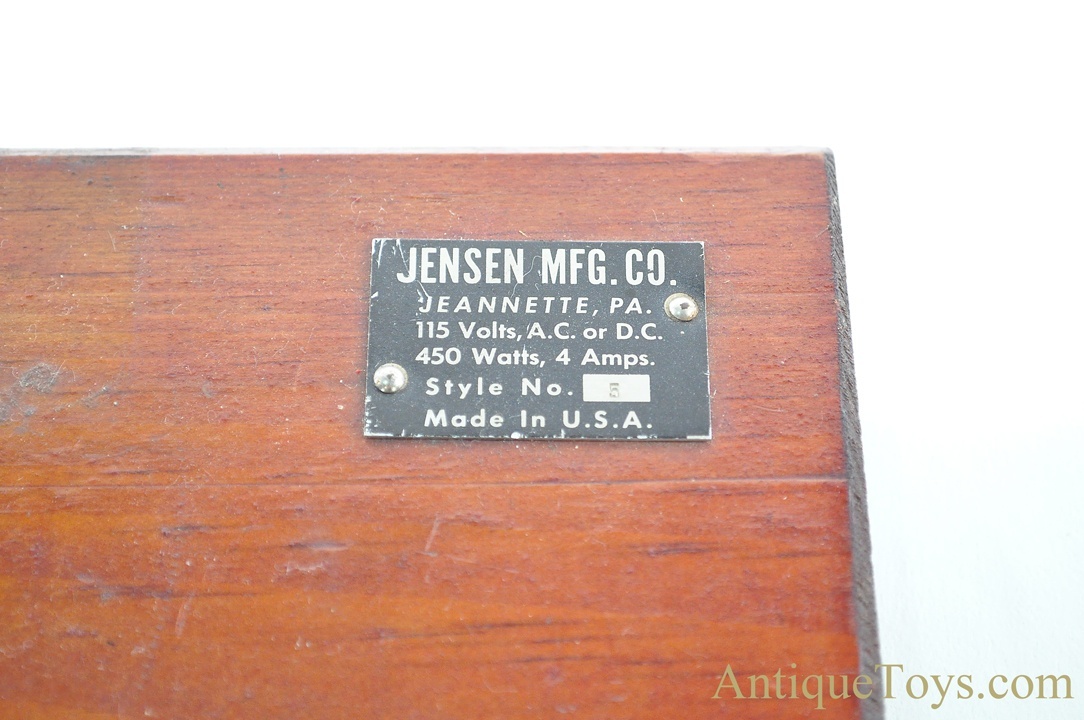 JENSEN MFG. CO.
JEANNETTE, PA.
115 Volts, A.C. or D.C.
450 Watts, 4 Amps.
Style No. 5
Made In U.S.A.
AntiqueToys.com